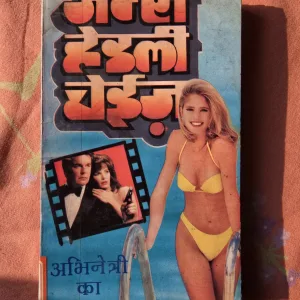 जेम्स
हेडली
चेईज़
अभिनेत्री
का